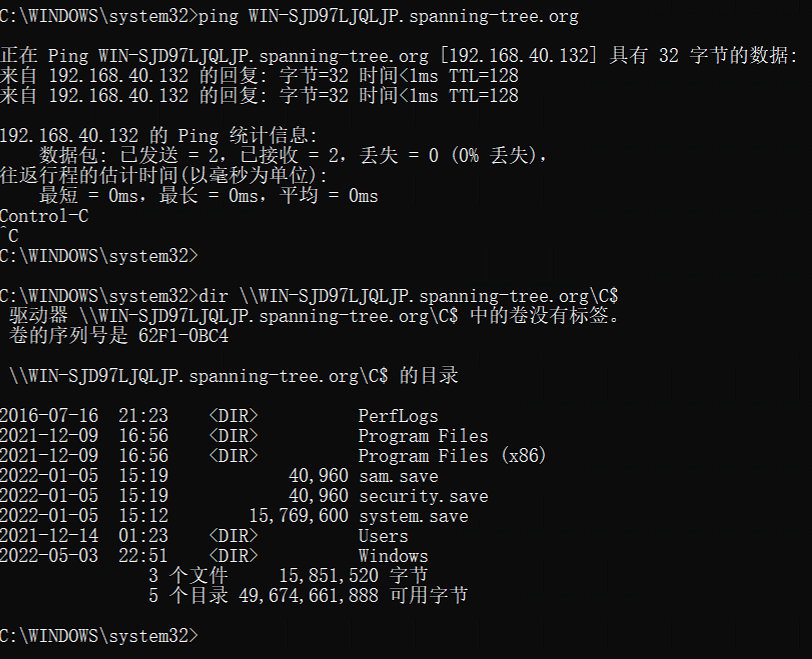 C:\WINDOWS\system32>ping WIN-SJD97LJQLJP.spanning-tree.org
正在 Ping WIN-SJD97LJQLJP.spanning-tree.org [192.168.40.132] 具有 32 字节的数据:
来自 192.168.40.132 的回复: 字节=32 时间<1ms TTL=128
来自 192.168.40.132 的回复: 字节=32 时间<1ms TTL=128
192.168.40.132 的 Ping 统计信息:
数据包: 已发送 = 2，已接收 = 2，丢失 = 0 (0% 丢失)，
往返行程的估计时间(以毫秒为单位):
最短 = 0ms，最长 = 0ms，平均 = 0ms
Control-C
^C
C:\WINDOWS\system32>
C:\WINDOWS\system32>dir \\WIN-SJD97LJQLJP.spanning-tree.org\C$
驱动器 \\WIN-SJD97LJQLJP.spanning-tree.org\C$ 中的卷没有标签。
卷的序列号是 62F1-0BC4
\\WIN-SJD97LJQLJP.spanning-tree.org\C$ 的目录
2016-07-16  21:23    <DIR>          PerfLogs
2021-12-09  16:56    <DIR>          Program Files
2021-12-09  16:56    <DIR>          Program Files (x86)
2022-01-05  15:19            40,960 sam.save
2022-01-05  15:19            40,960 security.save
2022-01-05  15:12        15,769,600 system.save
2021-12-14  01:23    <DIR>          Users
2022-05-03  22:51    <DIR>          Windows
3 个文件     15,851,520 字节
5 个目录 49,674,661,888 可用字节
C:\WINDOWS\system32>